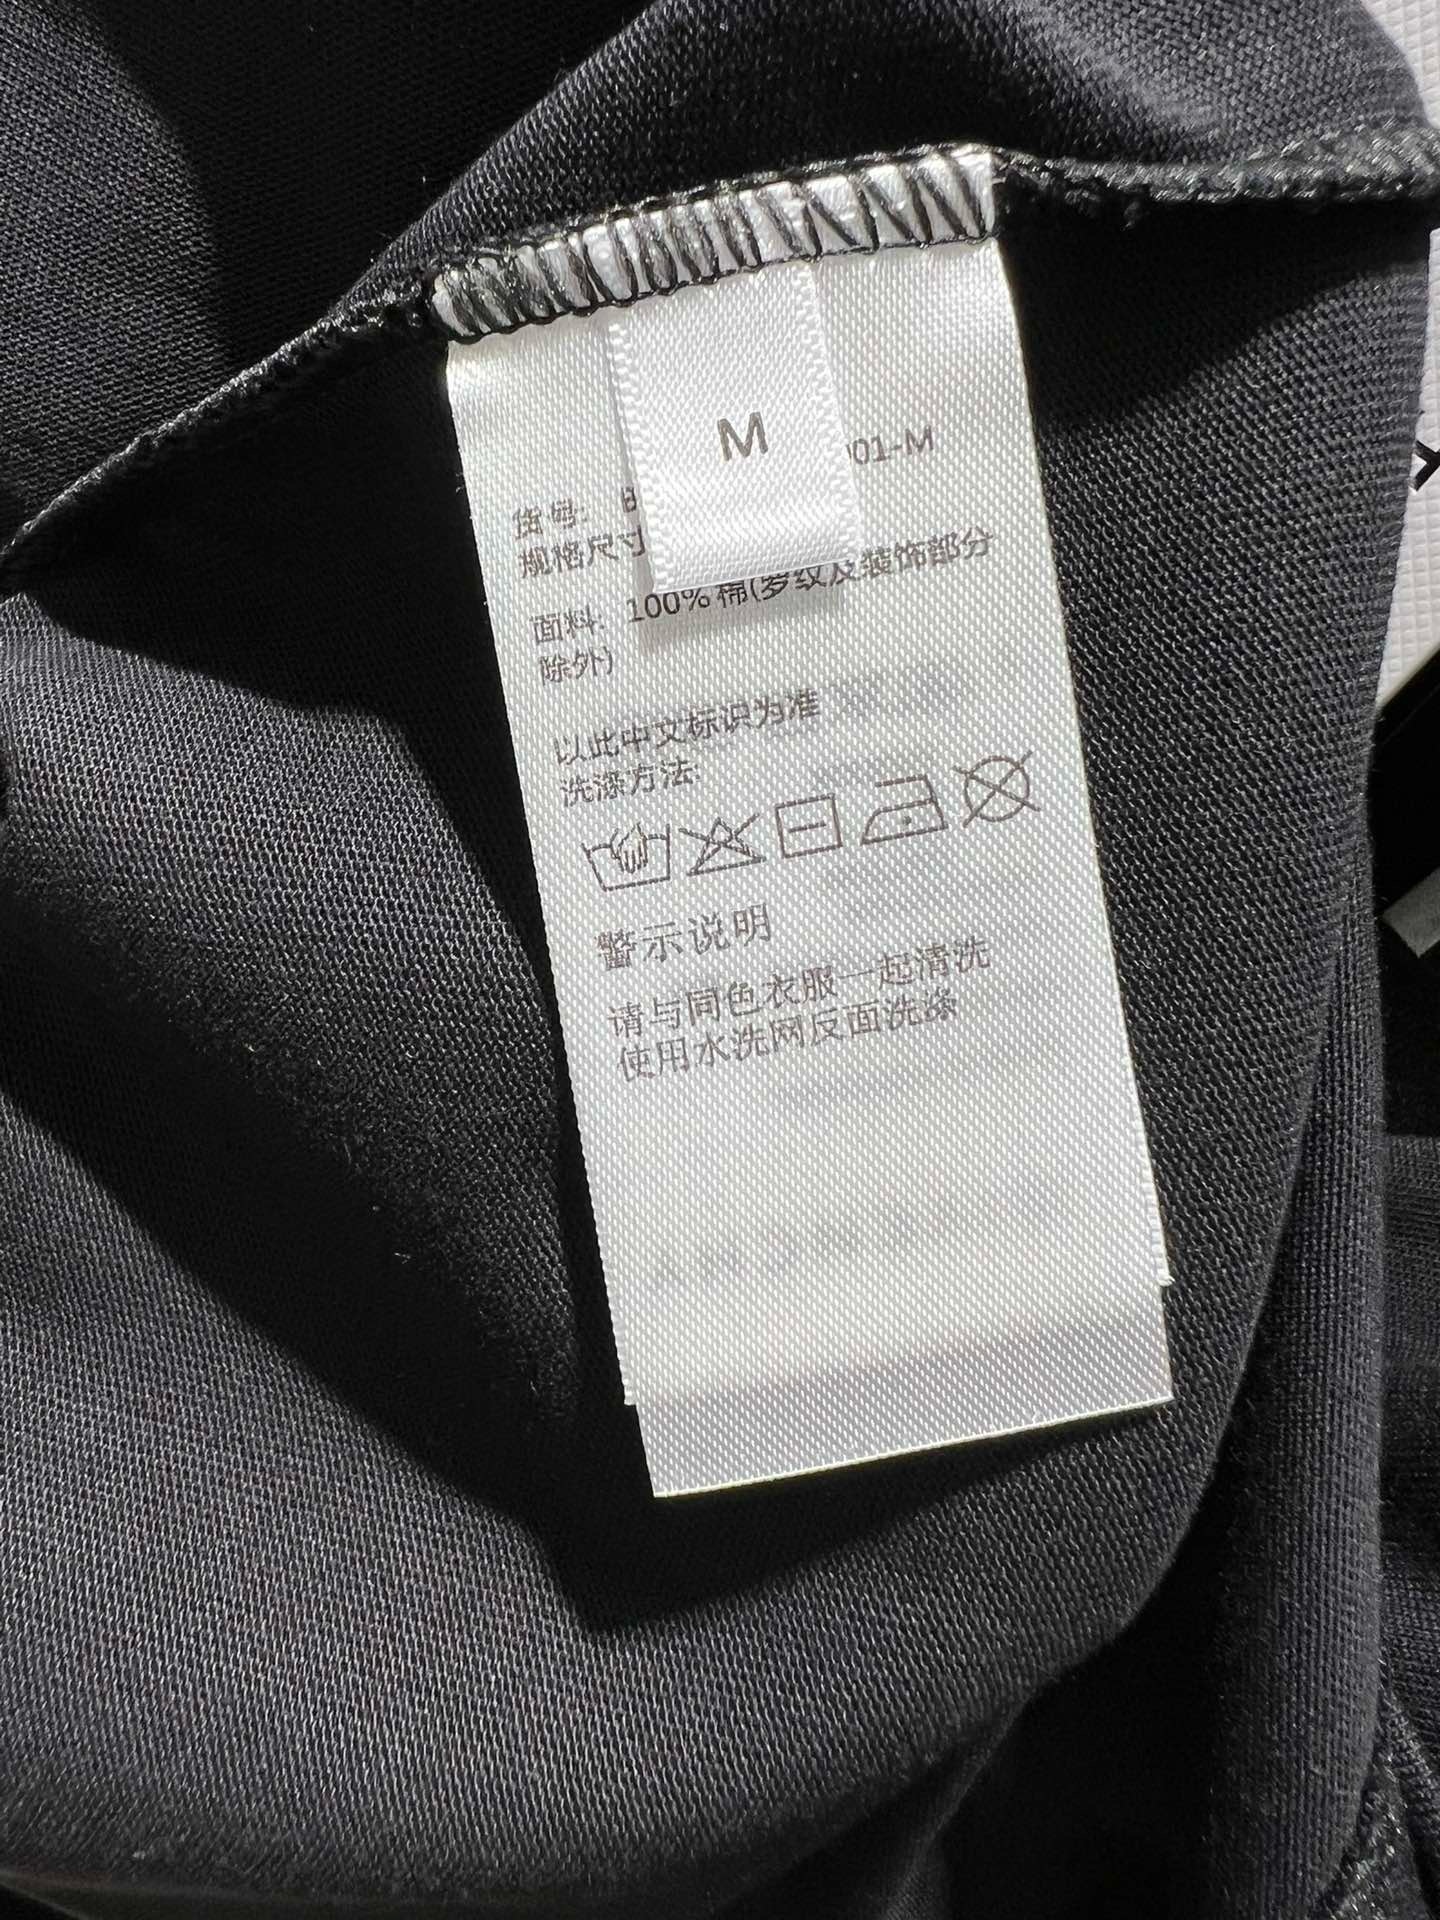 M
001-M
货号:
规格尺寸
面料: 100%棉(罗纹及装饰部分
除外)
以此中文标识为准
洗涤方法:
警示说明
请与同色衣服一起清洗
使用水洗网反面洗涤